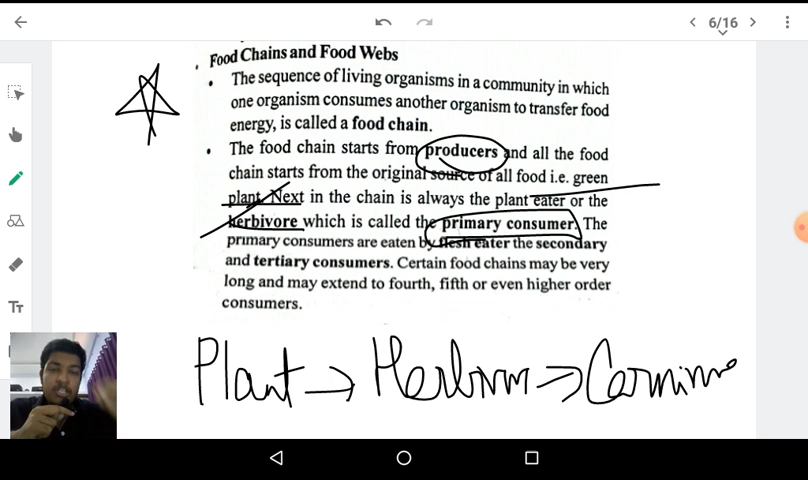 6/16
Food Chains and Food Webs
• The sequence of living organisms in a community in which
one organism consumes another organism to transfer food
energy, is called a food chain.
• The food chain starts from producers and all the food
chain starts from the original source of all food i.e. green
plant. Next in the chain is always the plant eater or the
herbivore which is called the primary consumer. The
primary consumers are eaten by flesh eater the secondary
and tertiary consumers. Certain food chains may be very
long and may extend to fourth, fifth or even higher order
consumers.
Plant → →
Tт